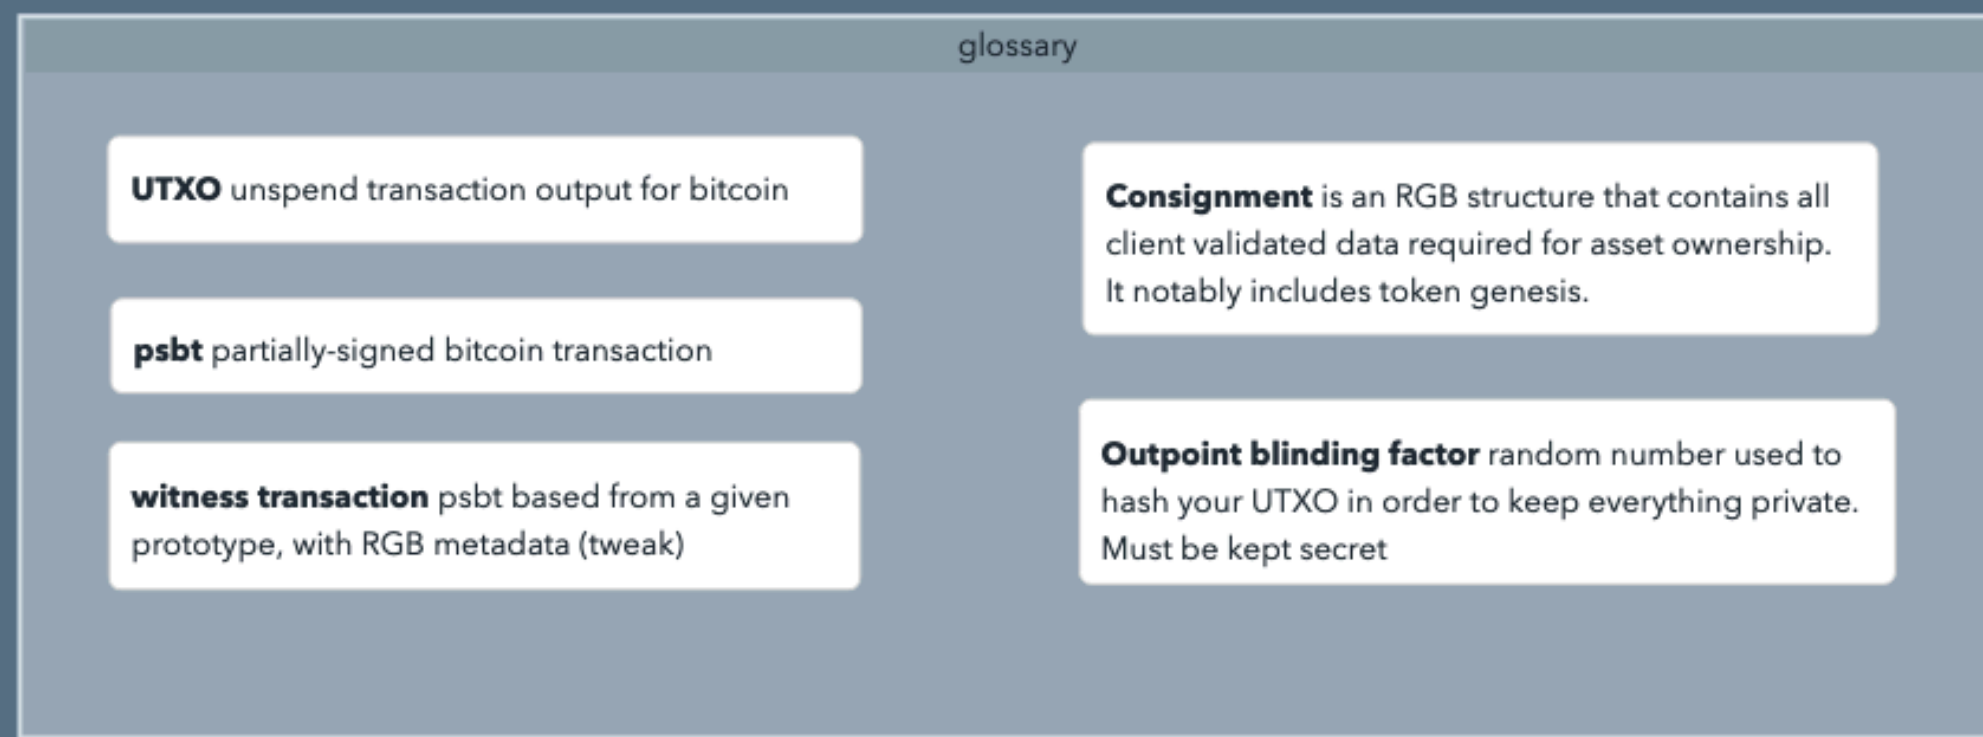 glossary
UTXO unspend transaction output for bitcoin
psbt partially-signed bitcoin transaction
witness transaction psbt based from a given
prototype, with RGB metadata (tweak)
Consignment is an RGB structure that contains all
client validated data required for asset ownership.
It notably includes token genesis.
Outpoint blinding factor random number used to
hash your UTXO in order to keep everything private.
Must be kept secret